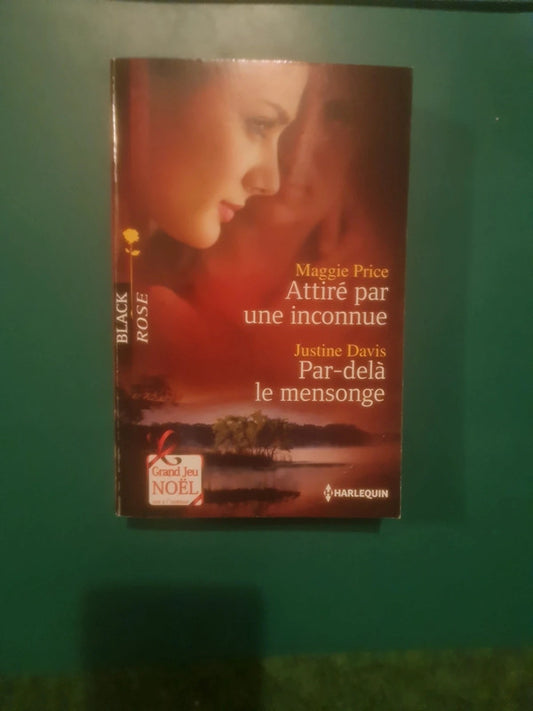 Maggie Price
Attiré par
une inconnue
Justine Davis
Par-delà
le mensonge
BLACK
ROSE
Grand Jeu
NOËL
HARLEQUIN